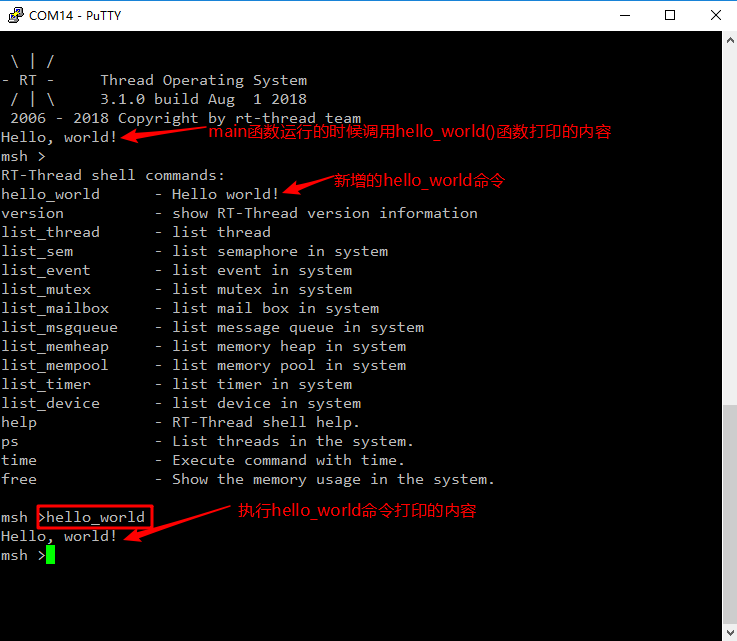 COM14 - PuTTY
\ | /
- RT -     Thread Operating System
/ | \     3.1.0 build Aug  1 2018
2006 - 2018 Copyright by rt-thread team
Hello, world!
main函数运行的时候调用hello_world()函数打印的内容
msh >
RT-Thread shell commands:
新增的hello_world命令
hello_world      - Hello world!
version          - show RT-Thread version information
list_thread      - list thread
list_sem         - list semaphore in system
list_event       - list event in system
list_mutex       - list mutex in system
list_mailbox     - list mail box in system
list_msgqueue    - list message queue in system
list_memheap     - list memory heap in system
list_mempool     - list memory pool in system
list_timer       - list timer in system
list_device      - list device in system
help             - RT-Thread shell help.
ps               - List threads in the system.
time             - Execute command with time.
free             - Show the memory usage in the system.
msh >hello_world
执行hello_world命令打印的内容
Hello, world!
msh >